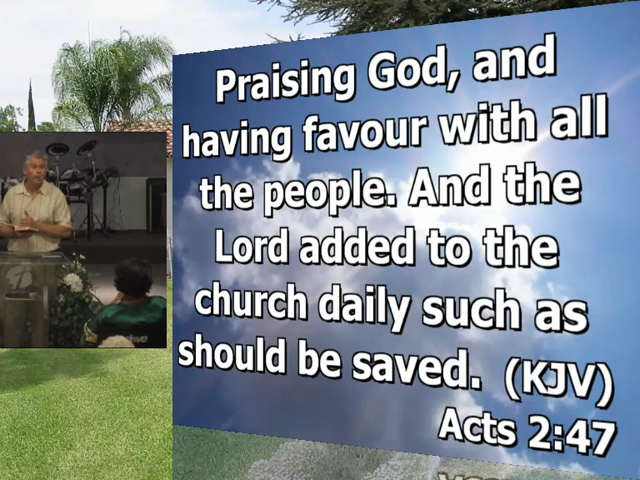 Praising God, and
having favour with all
the people. And the
Lord added to the
church daily such as
should be saved. (KJV)
Acts 2:47